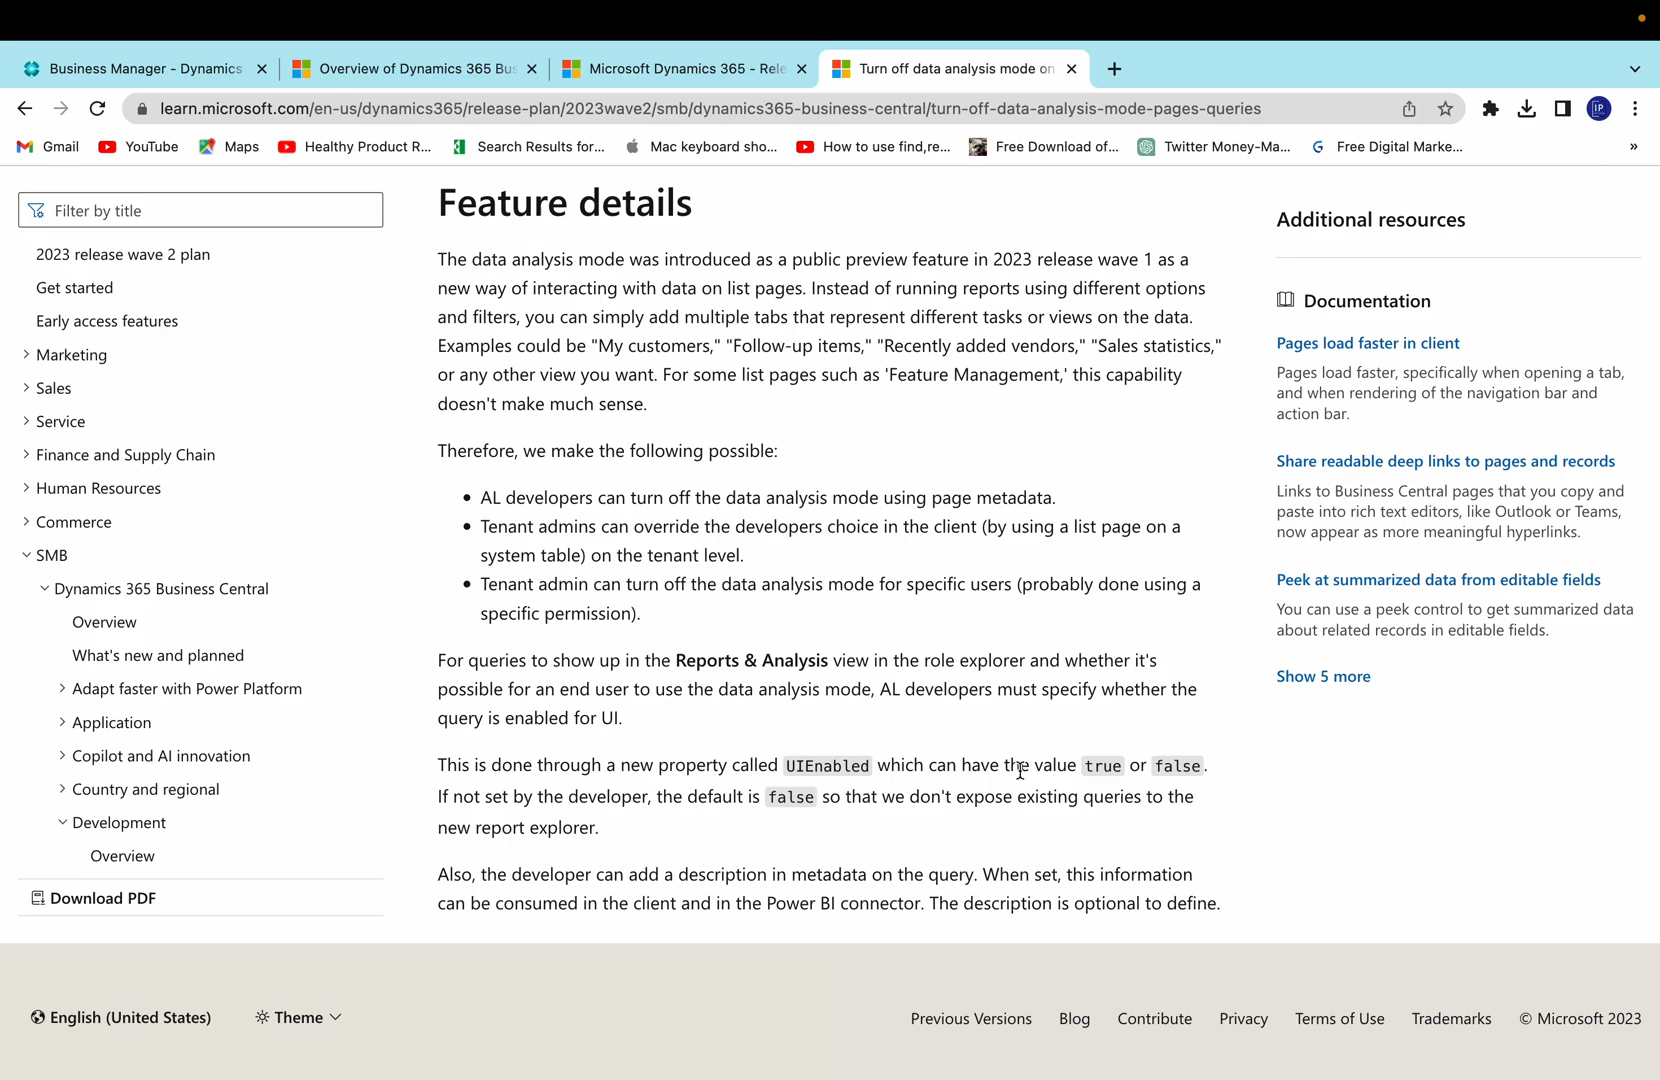 Business Manager - Dynamics
Overview of Dynamics 365 Bus
Microsoft Dynamics 365 - Rele
Turn off data analysis mode on
learn.microsoft.com/en-us/dynamics365/release-plan/2023wave2/smb/dynamics365-business-central/turn-off-data-analysis-mode-pages-queries
IP
Gmail
YouTube
Maps
Healthy Product R...
Search Results for...
Mac keyboard sho...
How to use find,re...
Free Download of...
Twitter Money-Ma...
Free Digital Marke...
»
Filter by title
2023 release wave 2 plan
Get started
Early access features
Marketing
Sales
Service
Finance and Supply Chain
Human Resources
Commerce
SMB
Dynamics 365 Business Central
Overview
What's new and planned
Adapt faster with Power Platform
Application
Copilot and AI innovation
Country and regional
Development
Overview
Download PDF
Feature details
The data analysis mode was introduced as a public preview feature in 2023 release wave 1 as a
new way of interacting with data on list pages. Instead of running reports using different options
and filters, you can simply add multiple tabs that represent different tasks or views on the data.
Examples could be "My customers," "Follow-up items," "Recently added vendors," "Sales statistics,"
or any other view you want. For some list pages such as 'Feature Management,' this capability
doesn't make much sense.
Therefore, we make the following possible:
• AL developers can turn off the data analysis mode using page metadata.
• Tenant admins can override the developers choice in the client (by using a list page on a
system table) on the tenant level.
• Tenant admin can turn off the data analysis mode for specific users (probably done using a
specific permission).
For queries to show up in the Reports & Analysis view in the role explorer and whether it's
possible for an end user to use the data analysis mode, AL developers must specify whether the
query is enabled for UI.
This is done through a new property called UIEnabled which can have the value true or false.
If not set by the developer, the default is false so that we don't expose existing queries to the
new report explorer.
Also, the developer can add a description in metadata on the query. When set, this information
can be consumed in the client and in the Power BI connector. The description is optional to define.
Additional resources
Documentation
Pages load faster in client
Pages load faster, specifically when opening a tab,
and when rendering of the navigation bar and
action bar.
Share readable deep links to pages and records
Links to Business Central pages that you copy and
paste into rich text editors, like Outlook or Teams,
now appear as more meaningful hyperlinks.
Peek at summarized data from editable fields
You can use a peek control to get summarized data
about related records in editable fields.
Show 5 more
English (United States)
Theme
Previous Versions
Blog
Contribute
Privacy
Terms of Use
Trademarks
© Microsoft 2023